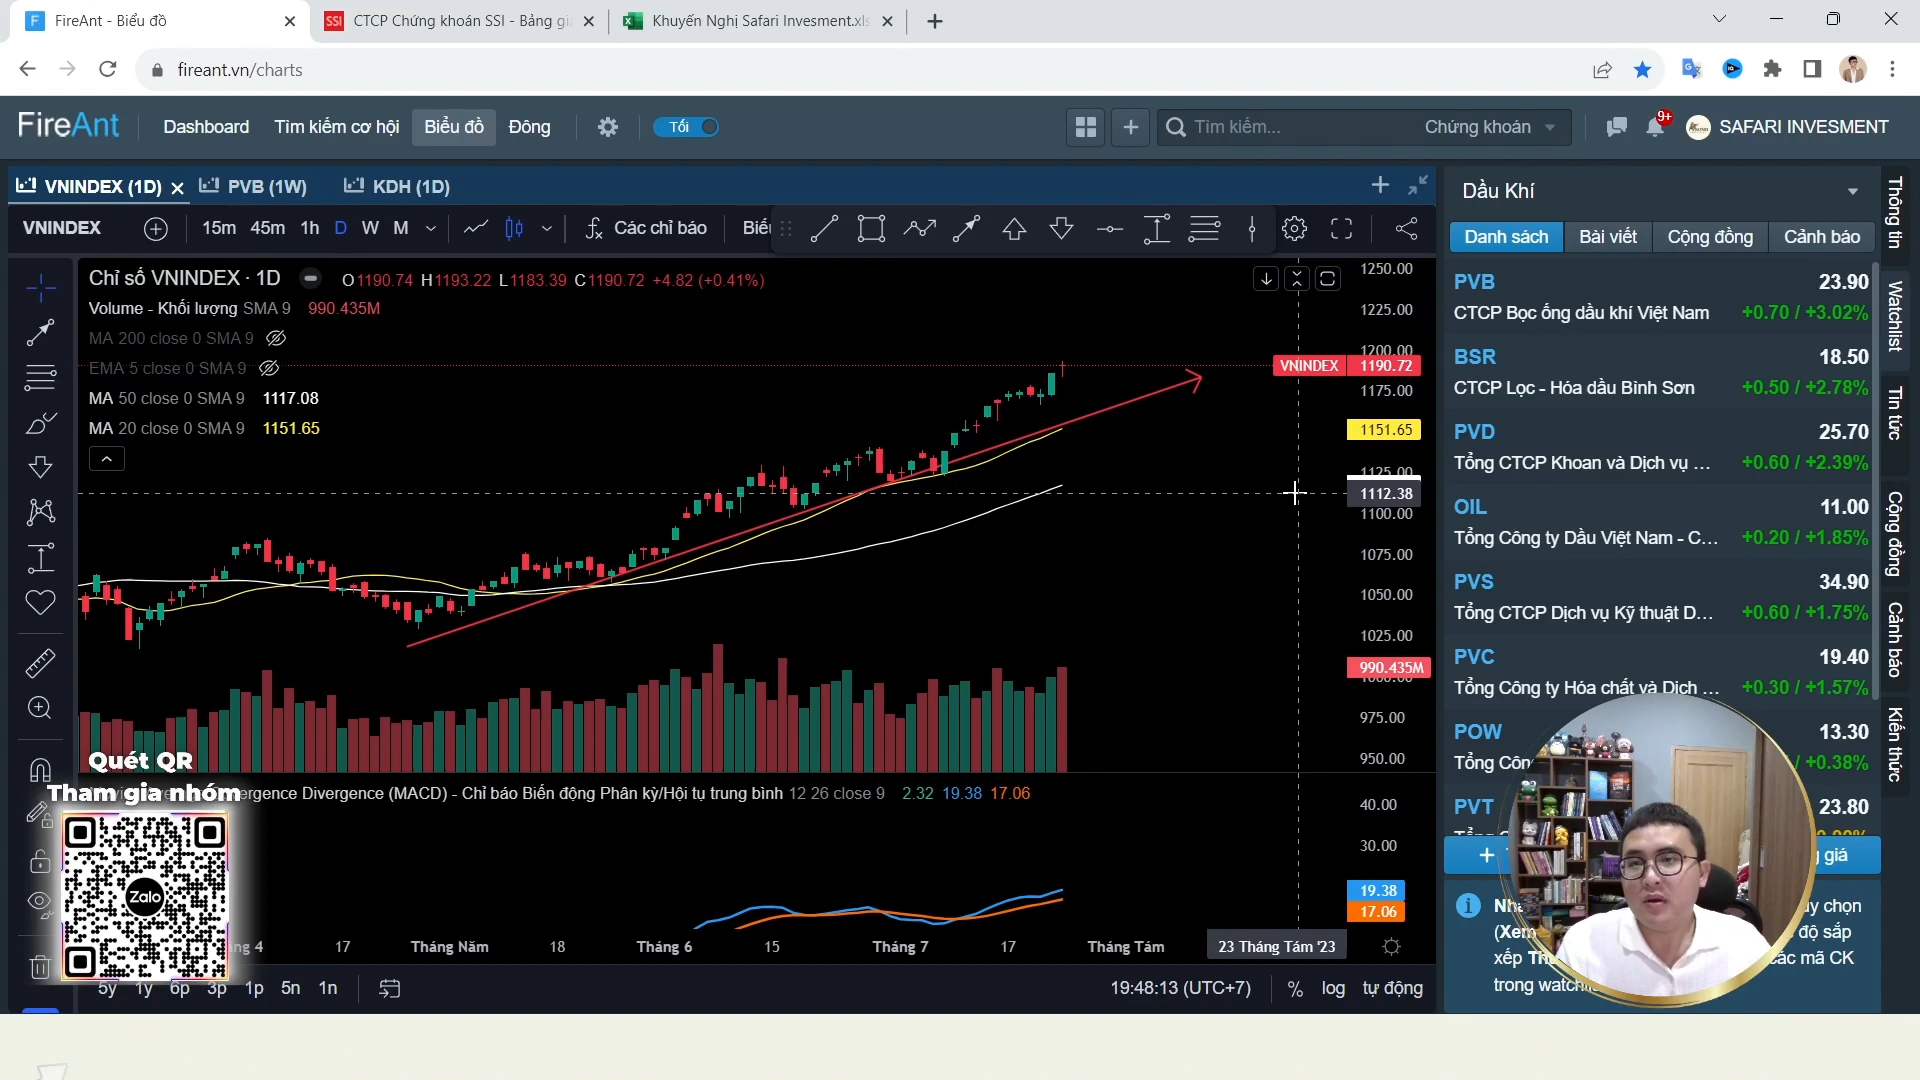 FireAnt - Biểu đồ
CTCP Chứng khoán SSI - Bảng gi
Khuyến Nghị Safari Invesment.xls
fireant.vn/charts
FireAnt
Dashboard
Tìm kiếm cơ hội
Biểu đồ
Đông
Tối
Tìm kiếm...
Chứng khoán
9+
SAFARI INVESMENT
VNINDEX (1D)
PVB (1W)
KDH (1D)
VNINDEX
15m
45m
1h
D
W
M
Các chỉ báo
Chỉ số VNINDEX · 1D
O1190.74 H1193.22 L1183.39 C1190.72 +4.82 (+0.41%)
Volume - Khối lượng SMA 9 990.435M
MA 200 close 0 SMA 9
EMA 5 close 0 SMA 9
MA 50 close 0 SMA 9 1117.08
MA 20 close 0 SMA 9 1151.65
1250.00
1225.00
1200.00
VNINDEX 1190.72
1175.00
1151.65
1125.00
1112.38
1100.00
1075.00
1050.00
1025.00
990.435M
1000.00
975.00
950.00
Quét QR
Tham gia nhóm
Zalo
ergence Divergence (MACD) - Chỉ báo Biến động Phân kỳ/Hội tụ trung bình 12 26 close 9 2.32 19.38 17.06
40.00
30.00
19.38
17.06
17
Tháng Năm
18
Tháng 6
15
Tháng 7
17
Tháng Tám
23 Tháng Tám '23
5y
1y
6p
3p
1p
5n
1n
19:48:13 (UTC+7)
%
log
tự động
Dầu Khí
Danh sách
Bài viết
Cộng đồng
Cảnh báo
PVB 23.90
CTCP Bọc ống dầu khí Việt Nam +0.70 / +3.02%
BSR 18.50
CTCP Lọc - Hóa dầu Bình Sơn +0.50 / +2.78%
PVD 25.70
Tổng CTCP Khoan và Dịch vụ ... +0.60 / +2.39%
OIL 11.00
Tổng Công ty Dầu Việt Nam - C... +0.20 / +1.85%
PVS 34.90
Tổng CTCP Dịch vụ Kỹ thuật D... +0.60 / +1.75%
PVC 19.40
Tổng Công ty Hóa chất và Dịch ... +0.30 / +1.57%
POW 13.30
Tổng Côn / +0.38%
PVT 23.80
giá
chọn
(Xem độ sắp
xếp các mã CK
trong
Thông tin
Watchlist
Tin tức
Cộng đồng
Cảnh báo
Kiến thức